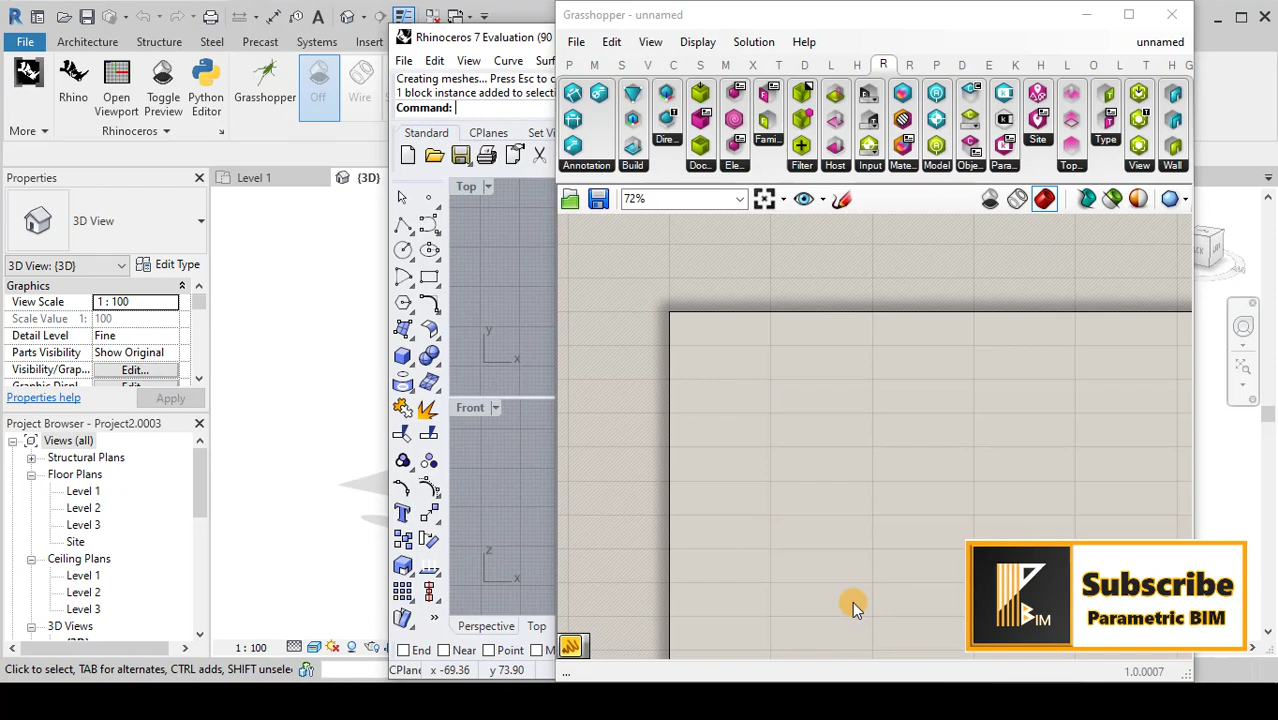 File Architecture Structure Steel Precast Systems Insert
Rhino
Open Viewport
Toggle Preview
Python Editor
Grasshopper
Off
Wire
More
Rhinoceros
Properties
3D View
3D View: {3D}
Edit Type
Graphics
View Scale 1 : 100
Scale Value 1: 100
Detail Level Fine
Parts Visibility Show Original
Visibility/Grap... Edit...
Properties help
Apply
Project Browser - Project2.0003
Views (all)
Structural Plans
Floor Plans
Level 1
Level 2
Level 3
Site
Ceiling Plans
Level 1
Level 2
Level 3
3D Views
Click to select, TAB for alternates, CTRL adds, SHIFT unselec
Level 1
{3D}
1 : 100
Rhinoceros 7 Evaluation (90
File Edit View Curve Surf
Creating meshes... Press Esc to c
1 block instance added to selecti
Command:
Standard CPlanes Set Vi
Top
y
x
Front
z
x
Perspective Top
End Near Point M
CPlane x -69.36 y 73.90
Grasshopper - unnamed
File Edit View Display Solution Help unnamed
P M S V C M X T D L H R R P E K H L T H G
Annotation Build Dire... Doc... Ele... Fami... Filter Host Input Mate... Model Obje... Para... Site Top... Type View Wall
72%
...
1.0.0007
BIM
Subscribe
Parametric BIM